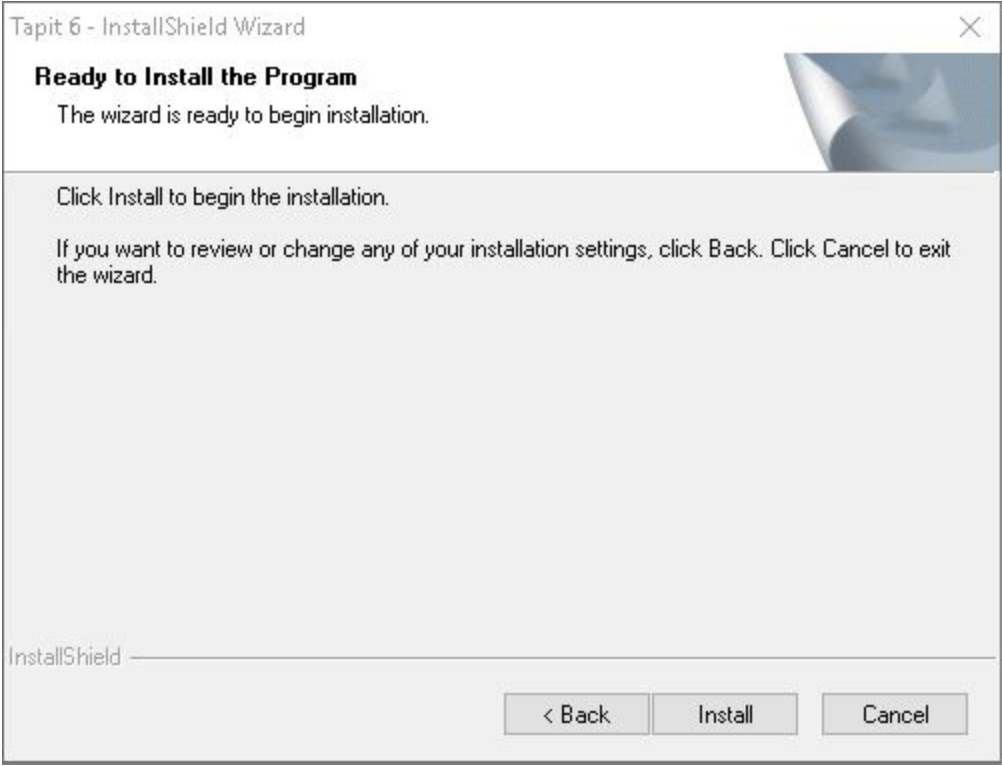 Tapit 6 - InstallShield Wizard
Ready to Install the Program
The wizard is ready to begin installation.
Click Install to begin the installation.
If you want to review or change any of your installation settings, click Back. Click Cancel to exit
the wizard.
InstallShield
< Back
Install
Cancel